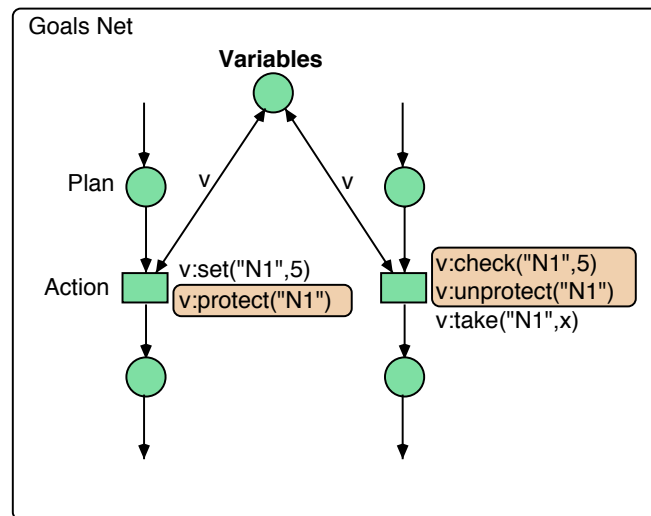 Goals Net
Variables
v
v
Plan
Action
v:set("N1",5)
v:protect("N1")
v:check("N1",5)
v:unprotect("N1")
v:take("N1",x)